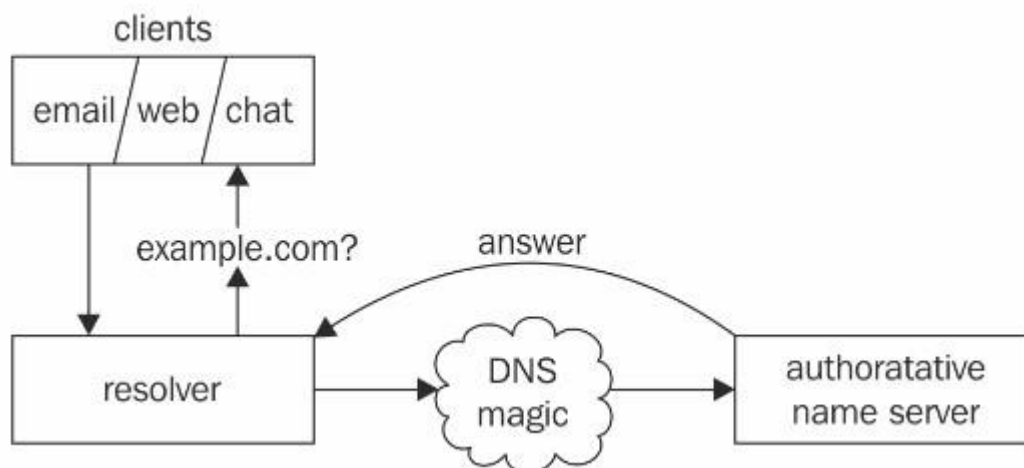 clients
email web chat
example.com?
answer
resolver
DNS
magic
authoratative
name server